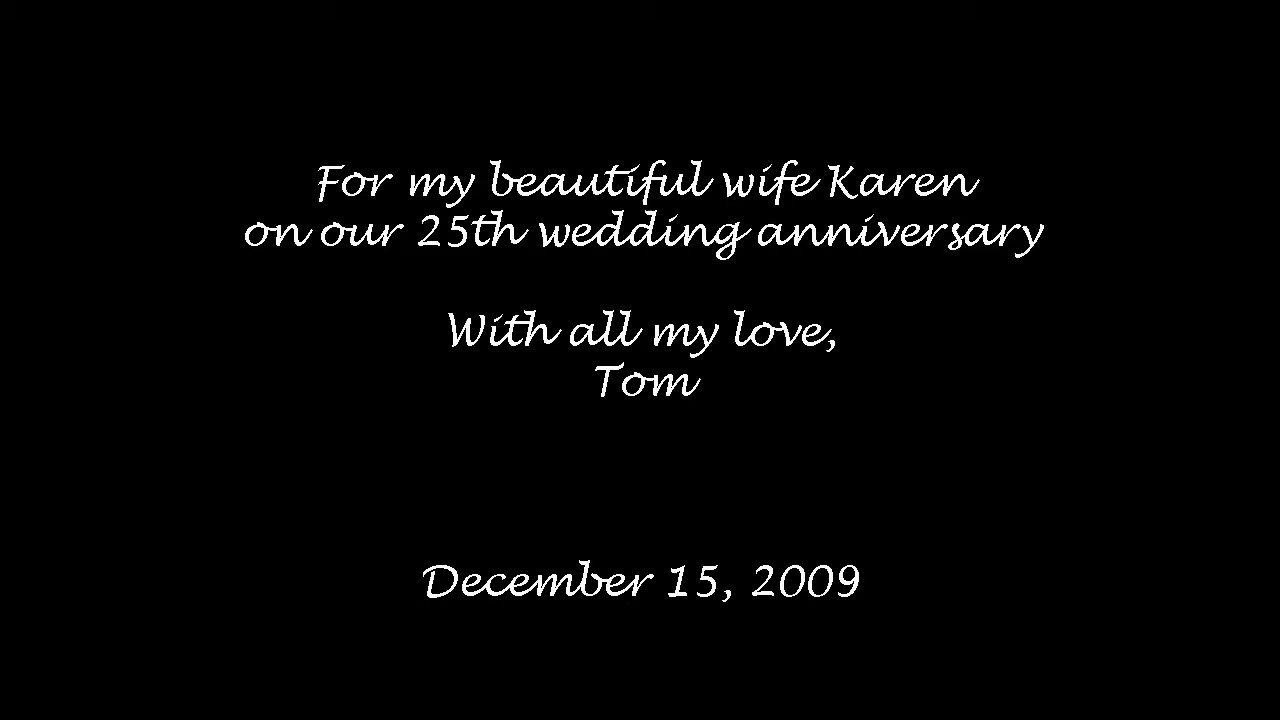 For my beautiful wife Karen
on our 25th wedding anniversary
With all my love,
Tom
December 15, 2009